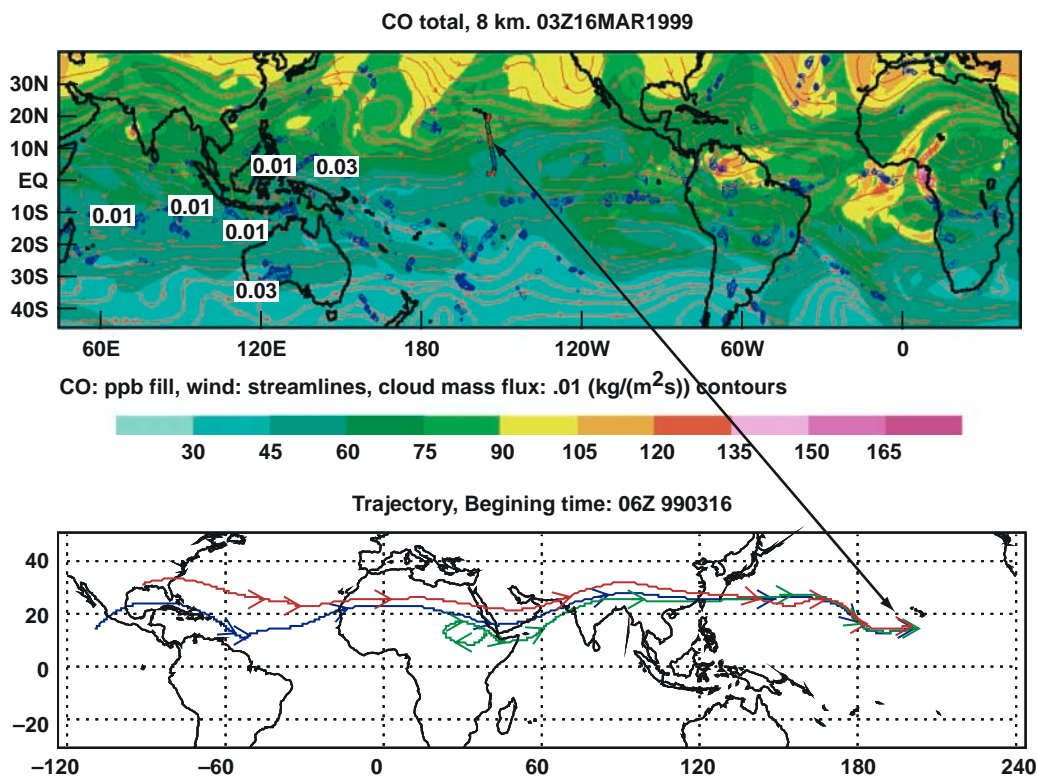 CO total, 8 km. 03Z16MAR1999
30N
20N
10N
EQ
10S
20S
30S
40S
0.01
0.03
0.01
0.01
0.01
0.03
60E 120E 180 120W 60W 0
CO: ppb fill, wind: streamlines, cloud mass flux: .01 (kg/(m²s)) contours
30 45 60 75 90 105 120 135 150 165
Trajectory, Begining time: 06Z 990316
40
20
0
–20
–120 –60 0 60 120 180 240